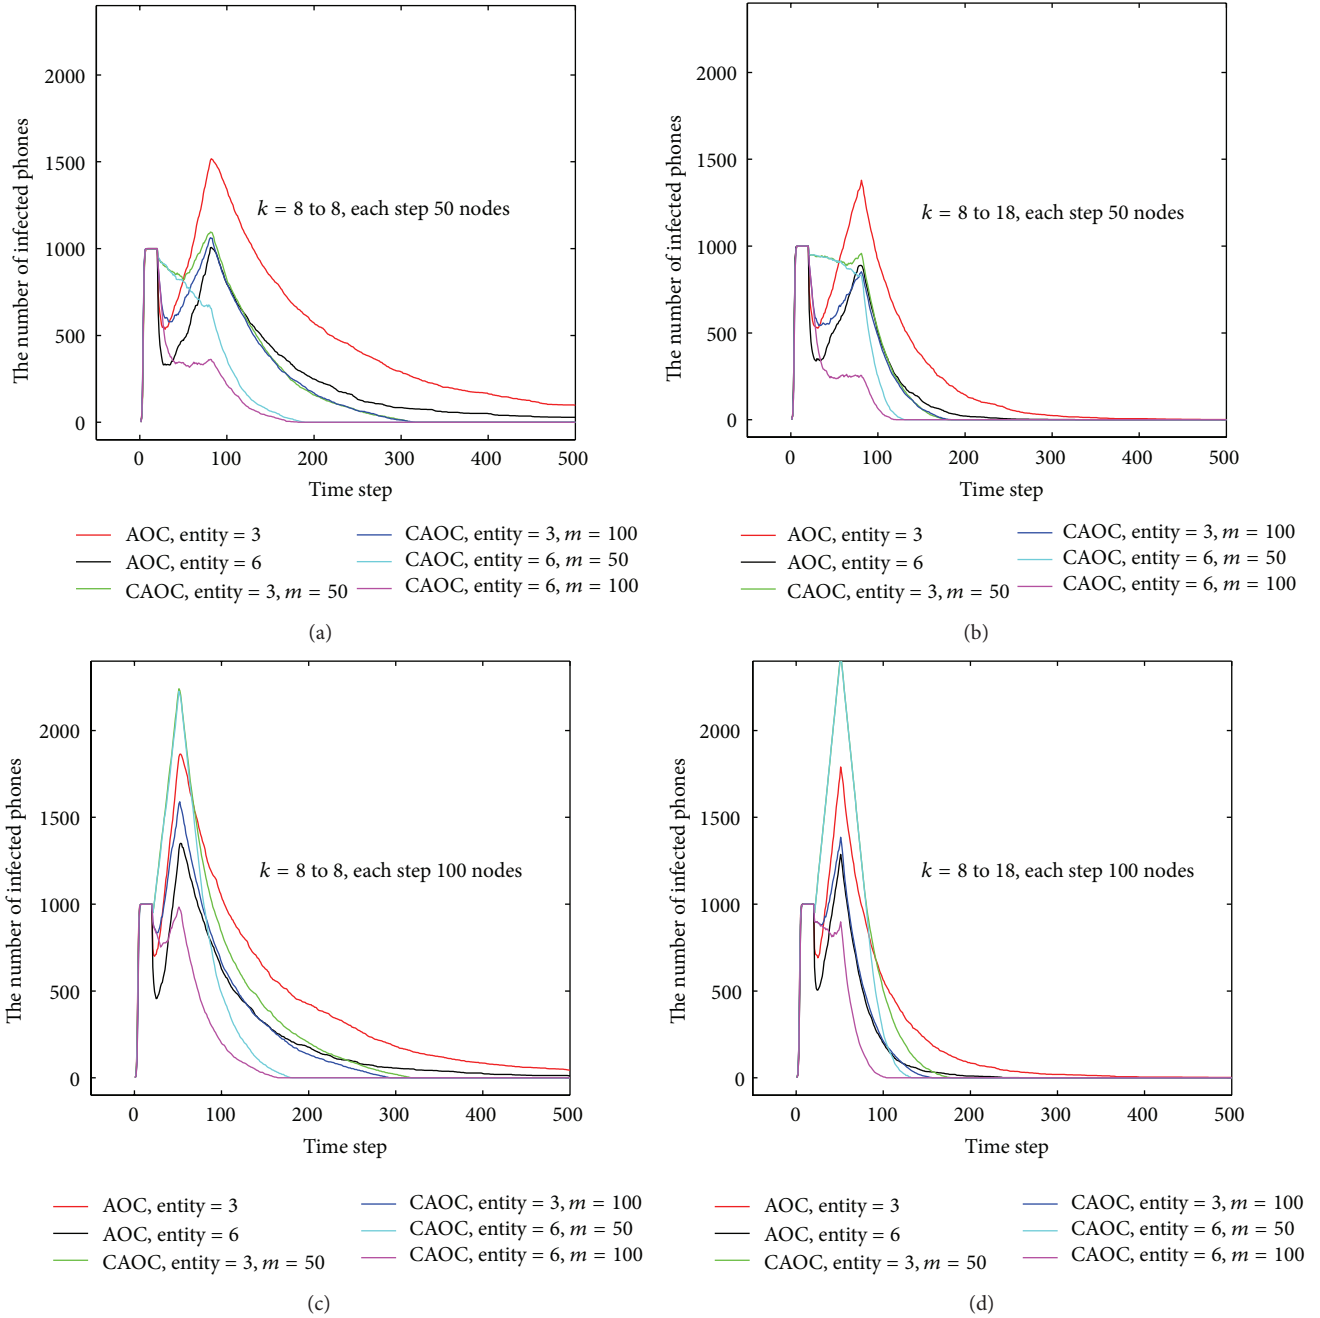 2000
1500
1000
500
0
The number of infected phones
k = 8 to 8, each step 50 nodes
0 100 200 300 400 500
Time step
AOC, entity = 3
AOC, entity = 6
CAOC, entity = 3, m = 50
CAOC, entity = 3, m = 100
CAOC, entity = 6, m = 50
CAOC, entity = 6, m = 100
(a)
2000
1500
1000
500
0
The number of infected phones
k = 8 to 18, each step 50 nodes
0 100 200 300 400 500
Time step
AOC, entity = 3
AOC, entity = 6
CAOC, entity = 3, m = 50
CAOC, entity = 3, m = 100
CAOC, entity = 6, m = 50
CAOC, entity = 6, m = 100
(b)
2000
1500
1000
500
0
The number of infected phones
k = 8 to 8, each step 100 nodes
0 100 200 300 400 500
Time step
AOC, entity = 3
AOC, entity = 6
CAOC, entity = 3, m = 50
CAOC, entity = 3, m = 100
CAOC, entity = 6, m = 50
CAOC, entity = 6, m = 100
(c)
2000
1500
1000
500
0
The number of infected phones
k = 8 to 18, each step 100 nodes
0 100 200 300 400 500
Time step
AOC, entity = 3
AOC, entity = 6
CAOC, entity = 3, m = 50
CAOC, entity = 3, m = 100
CAOC, entity = 6, m = 50
CAOC, entity = 6, m = 100
(d)